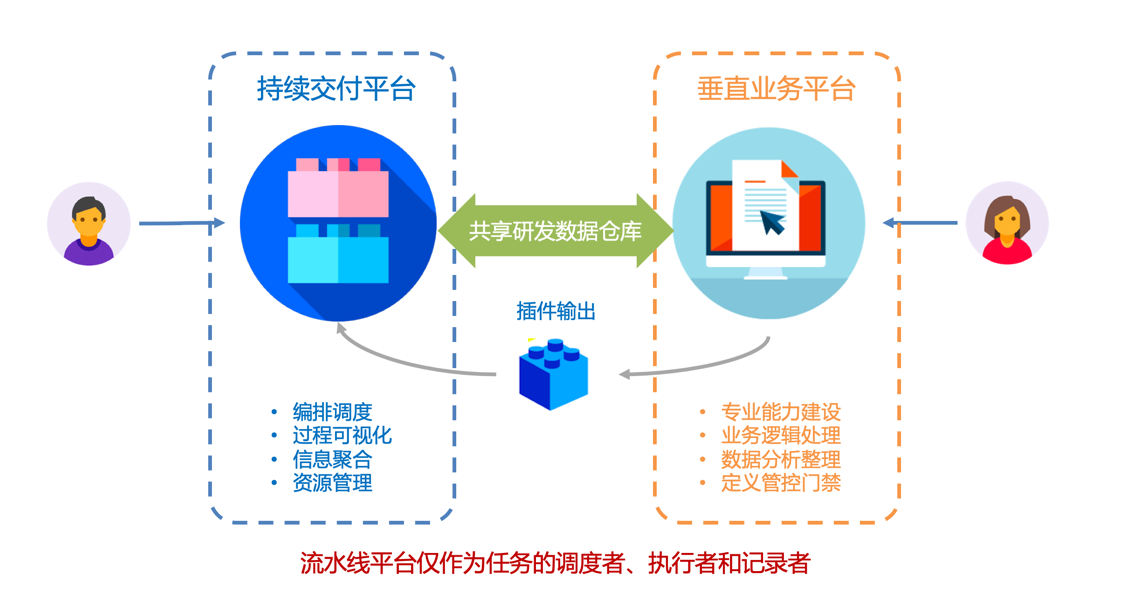 持续交付平台
垂直业务平台
共享研发数据仓库
插件输出
• 编排调度
• 过程可视化
• 信息聚合
• 资源管理
• 专业能力建设
• 业务逻辑处理
• 数据分析整理
• 定义管控门禁
流水线平台仅作为任务的调度者、执行者和记录者